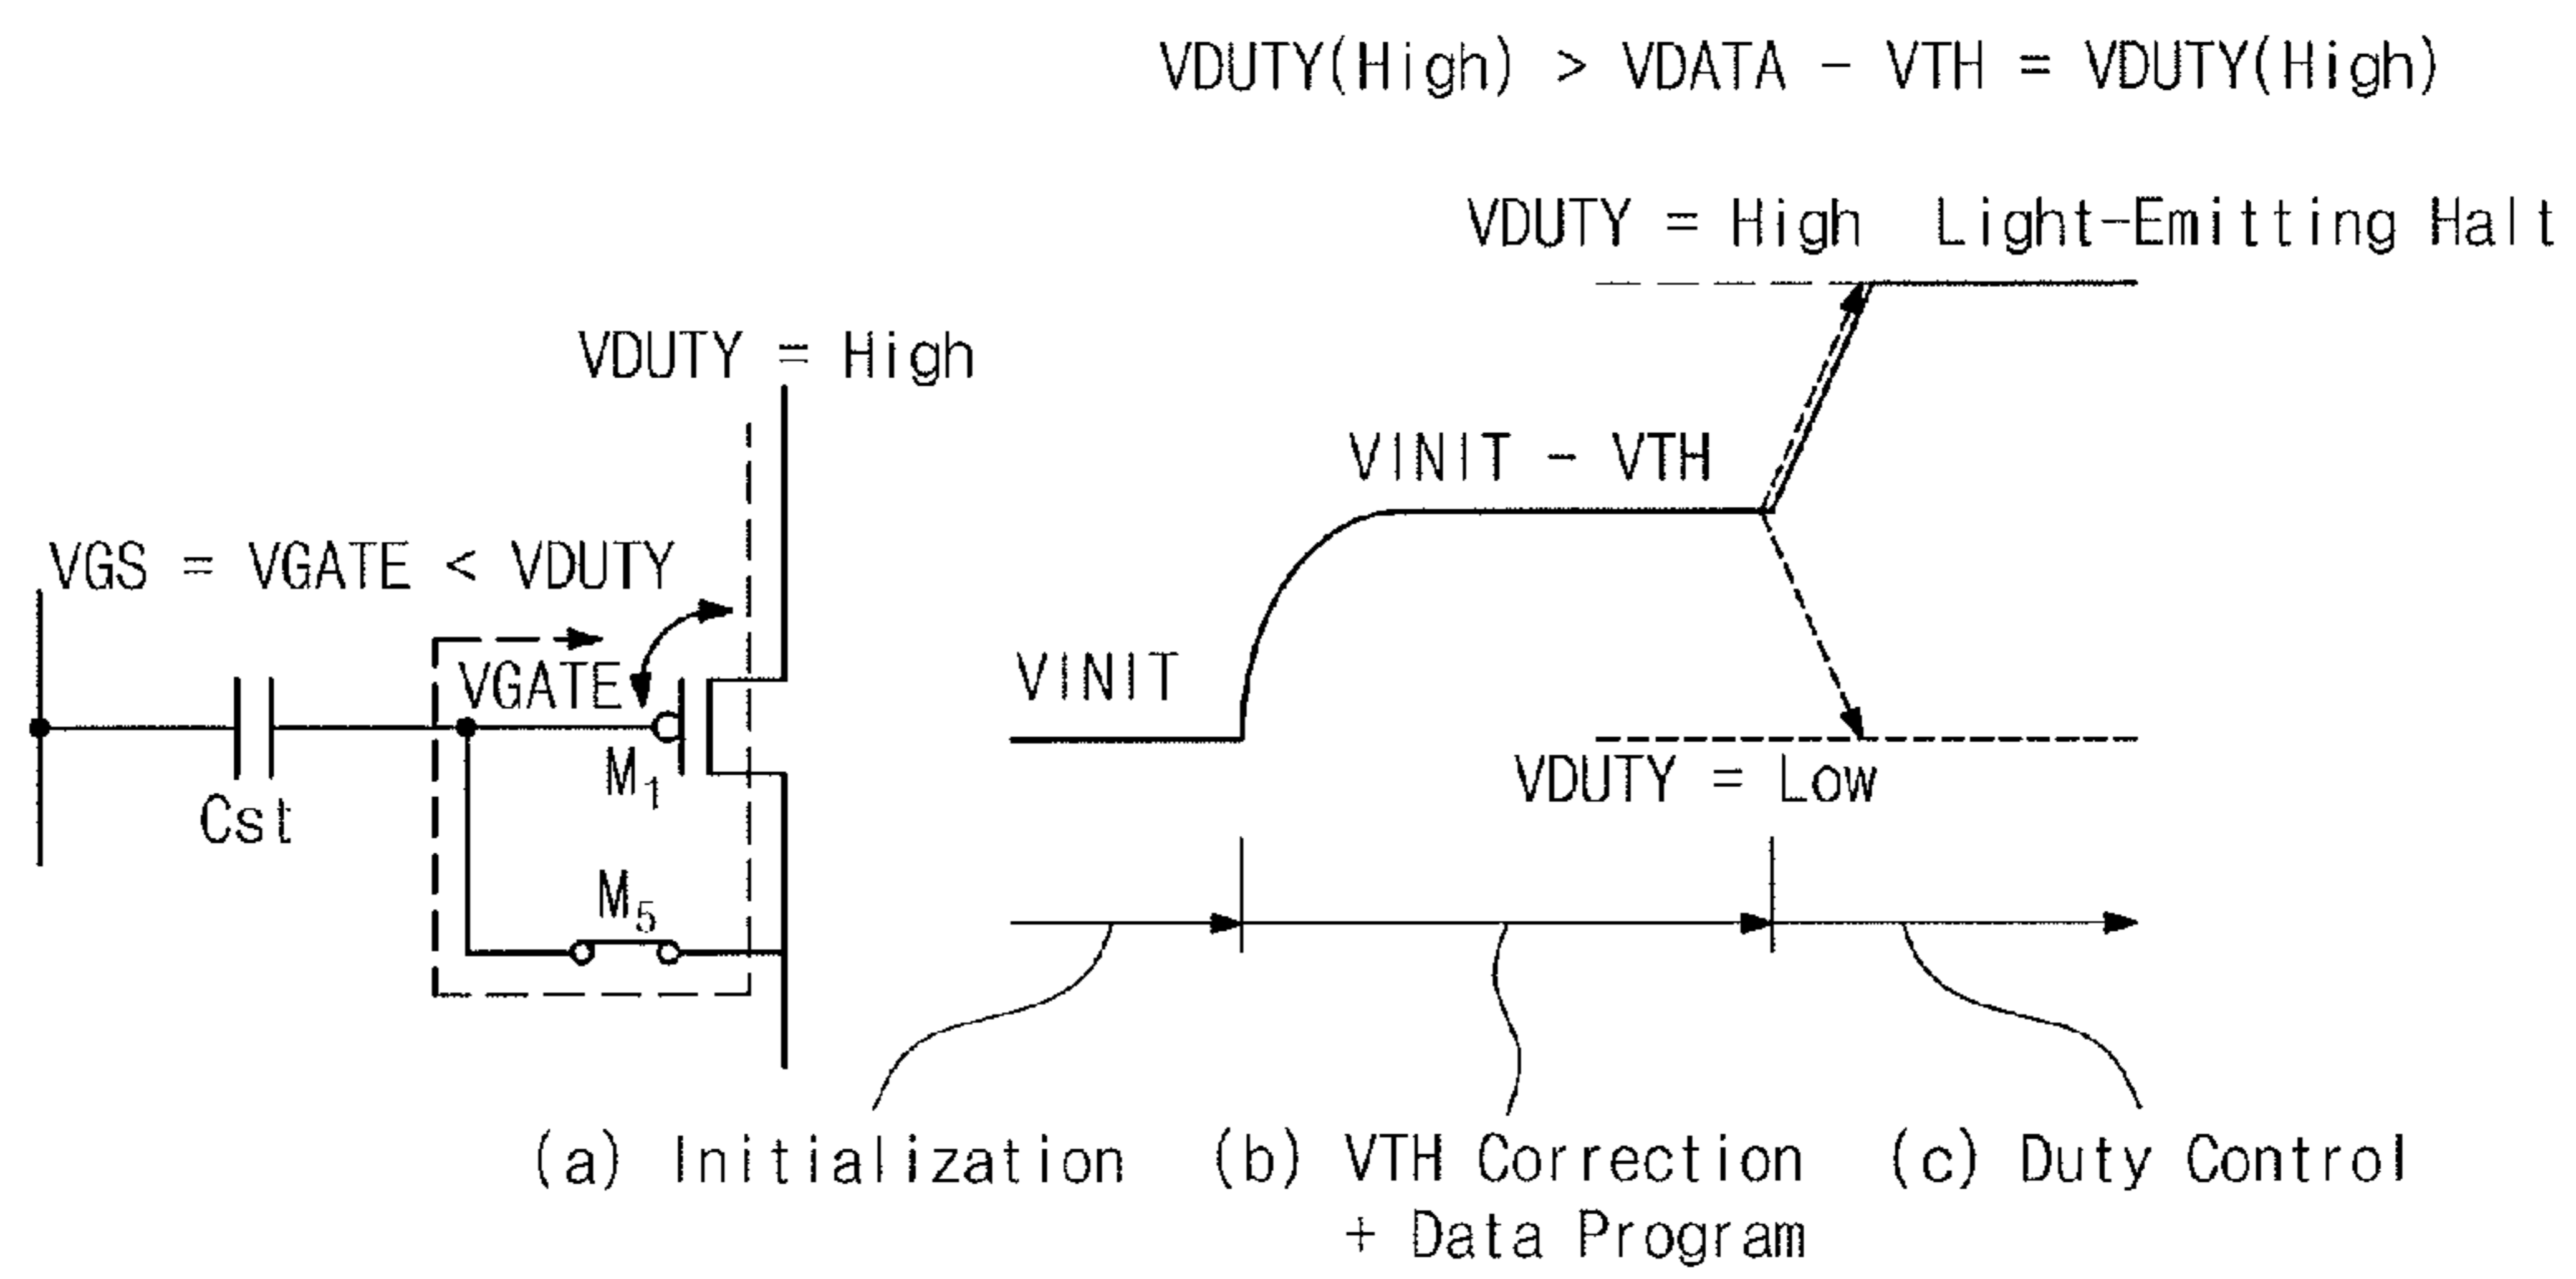 VDUTY(High) > VDATA - VTH = VDUTY(High)
VDUTY = High Light-Emitting Halt
VDUTY = High
VINIT - VTH
VGS = VGATE < VDUTY
VGATE
VINIT
M1
VDUTY = Low
Cst
M5
(a) Initialization
(b) VTH Correction
+ Data Program
(c) Duty Control